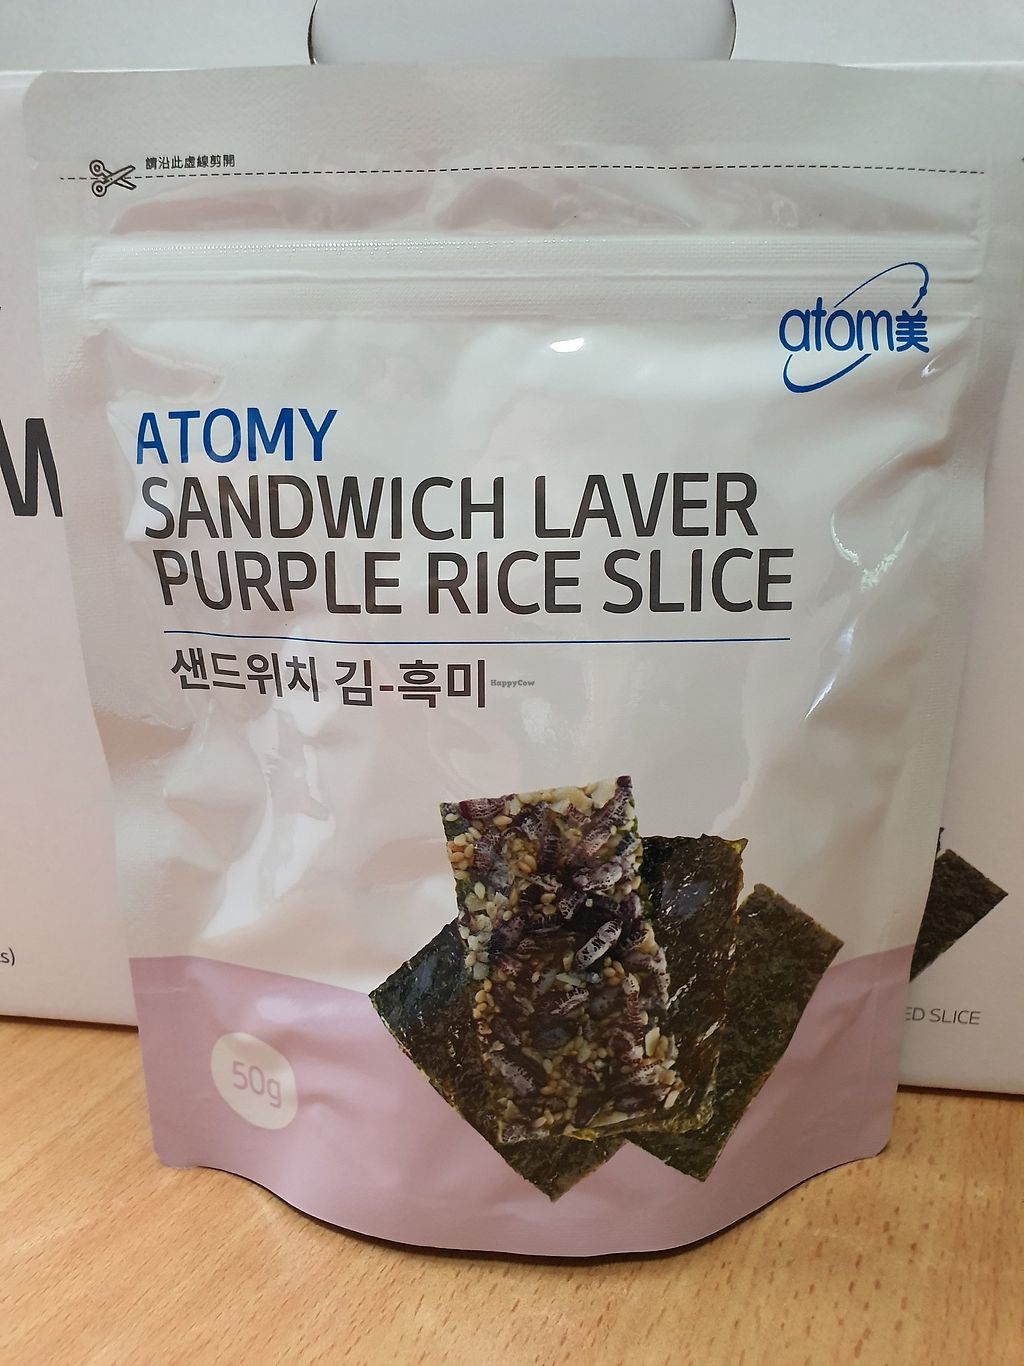 請沿此虛線剪開
atom美
ATOMY
SANDWICH LAVER
PURPLE RICE SLICE
샌드위치 김-흑미
HappyCow
50g
s)
ED SLICE